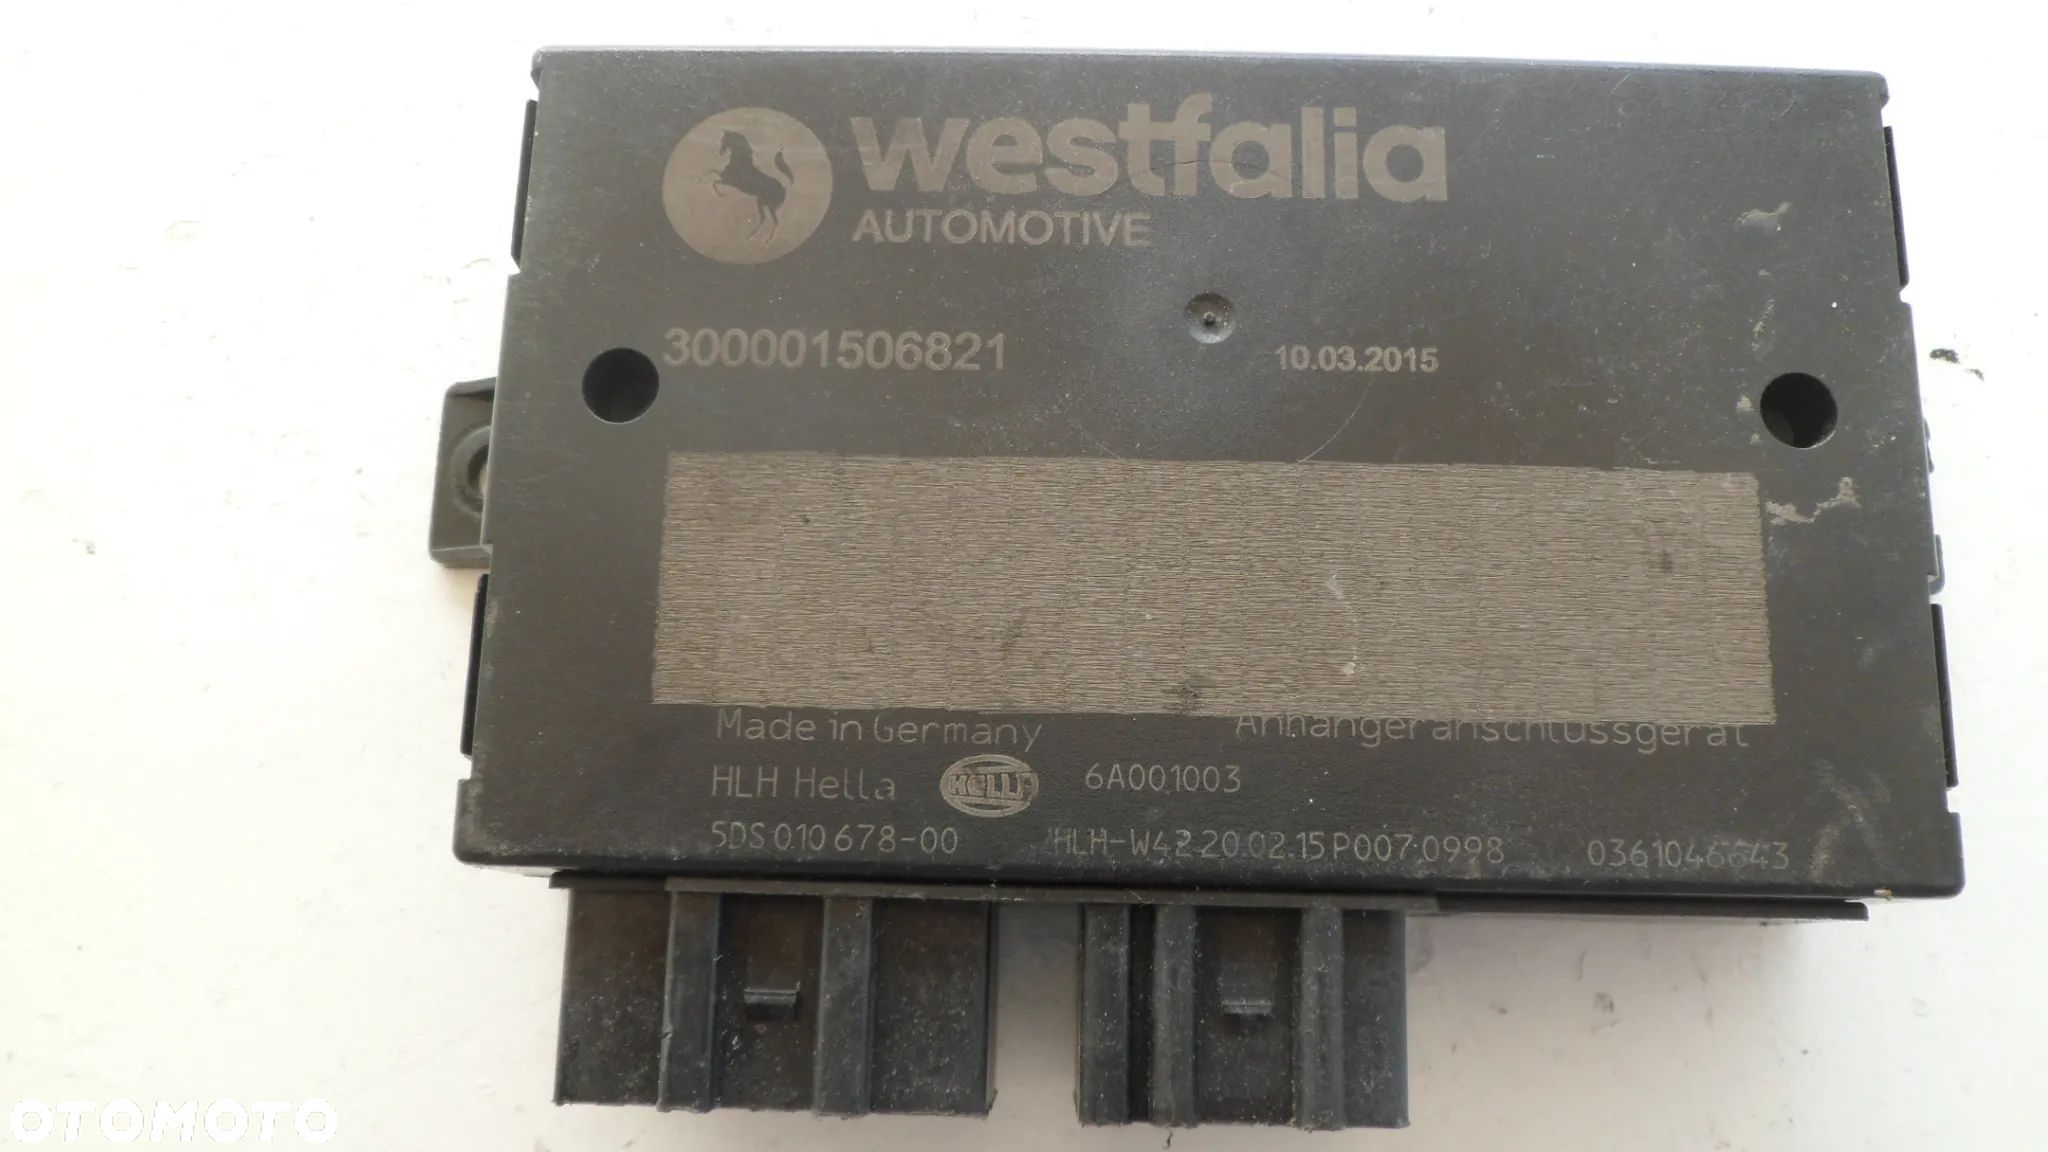 westfalia
AUTOMOTIVE
300001506821
10.03.2015
Made in Germany
Anhängeranschlussgerät
HLH Hella
HELLA
6A001003
5DS 010 678-00
HLH-W42 20.02.15 P007 0998
0361046643
OTOMOTO